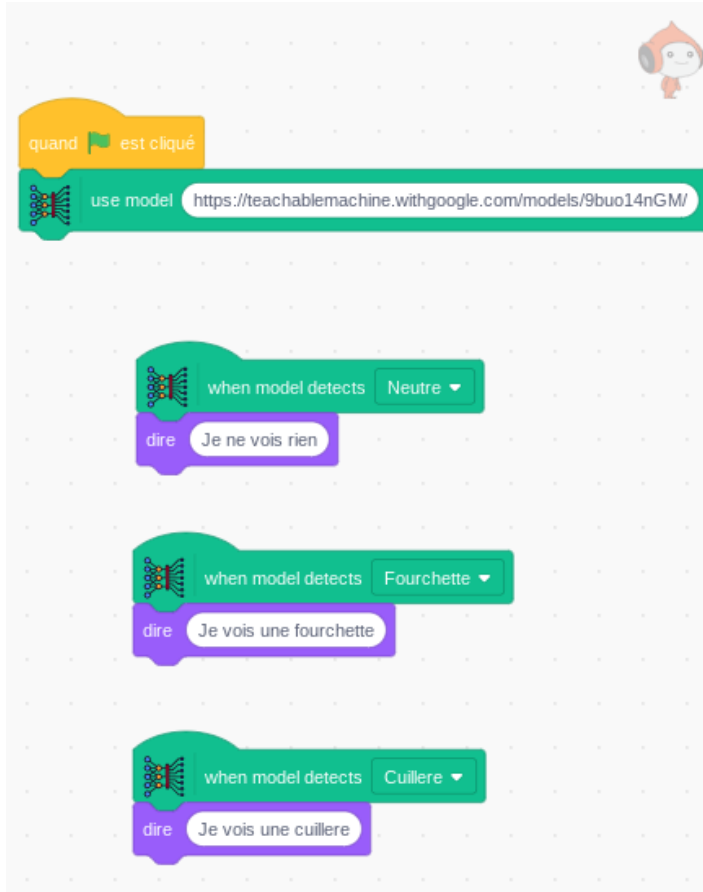 quand est cliqué
use model https://teachablemachine.withgoogle.com/models/9buo14nGM/
when model detects Neutre
dire Je ne vois rien
when model detects Fourchette
dire Je vois une fourchette
when model detects Cuillere
dire Je vois une cuillere